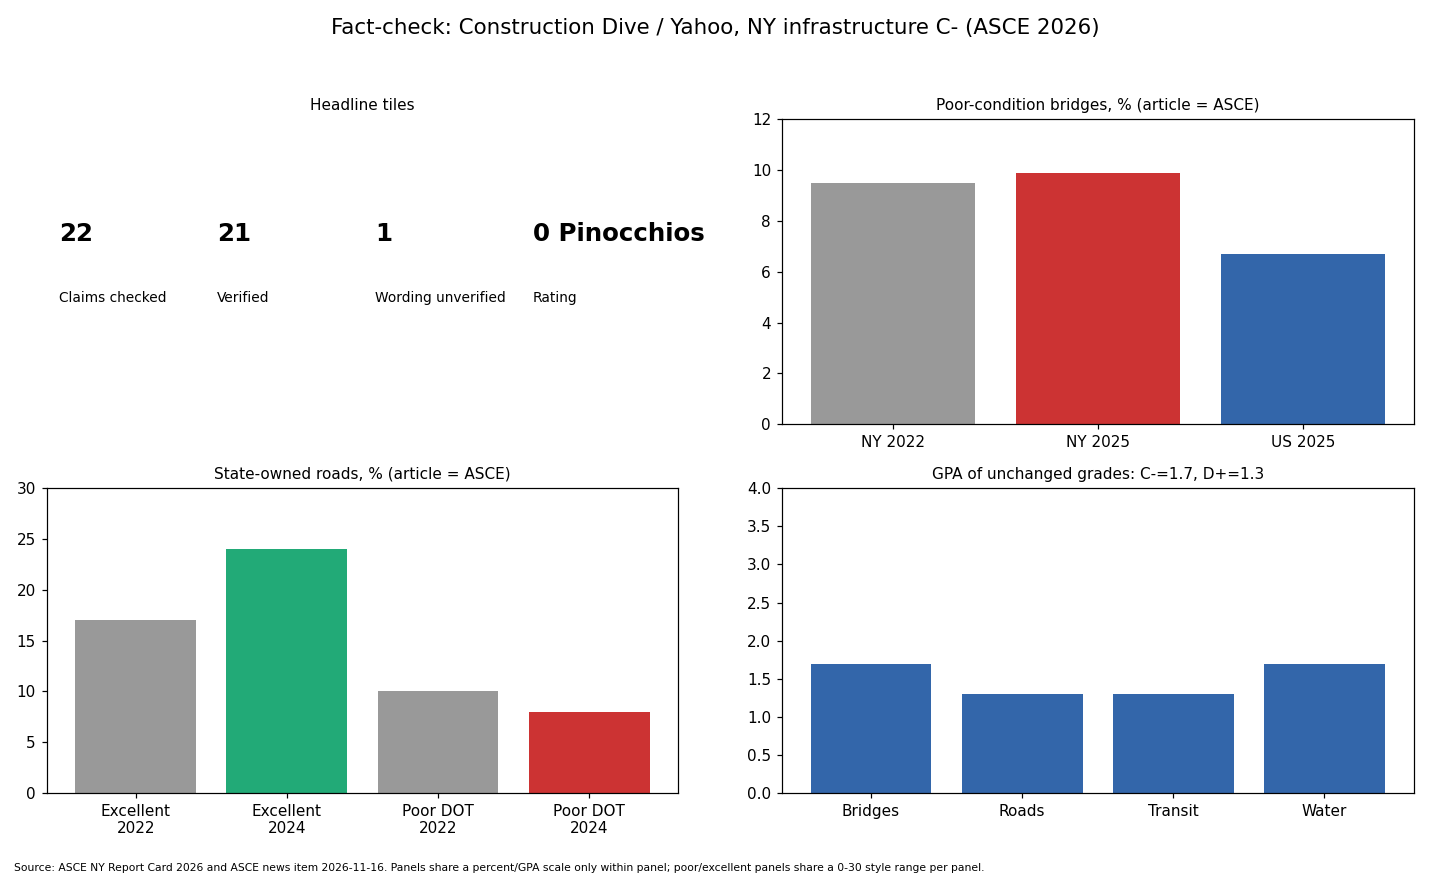 Fact-check: Construction Dive / Yahoo, NY infrastructure C- (ASCE 2026)
Headline tiles
22
21
1
0 Pinocchios
Claims checked
Verified
Wording unverified
Rating
Poor-condition bridges, % (article = ASCE)
12
10
8
6
4
2
0
NY 2022
NY 2025
US 2025
State-owned roads, % (article = ASCE)
30
25
20
15
10
5
0
Excellent
2022
Excellent
2024
Poor DOT
2022
Poor DOT
2024
GPA of unchanged grades: C-=1.7, D+=1.3
4.0
3.5
3.0
2.5
2.0
1.5
1.0
0.5
0.0
Bridges
Roads
Transit
Water
Source: ASCE NY Report Card 2026 and ASCE news item 2026-11-16. Panels share a percent/GPA scale only within panel; poor/excellent panels share a 0-30 style range per panel.